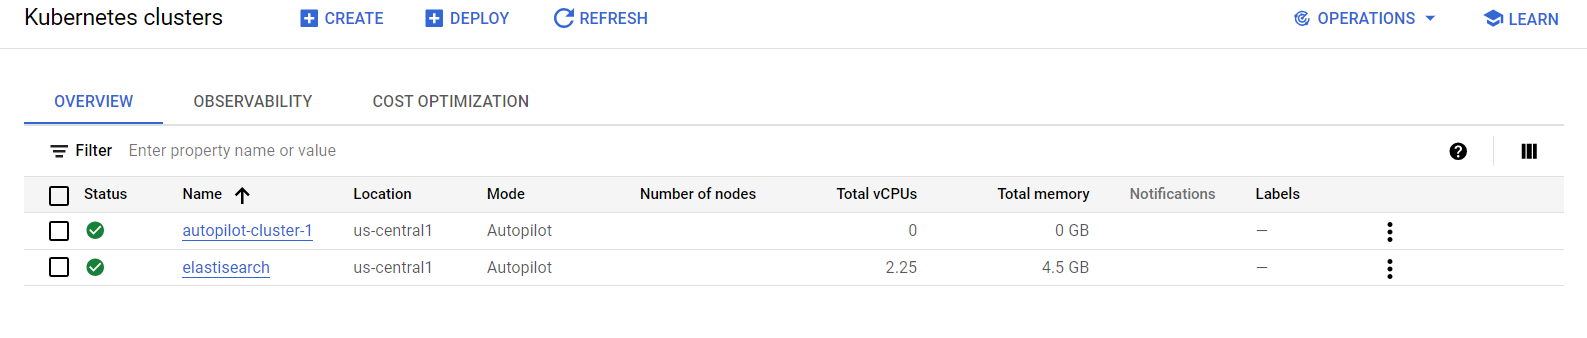 Kubernetes clusters CREATE DEPLOY REFRESH OPERATIONS LEARN
OVERVIEW OBSERVABILITY COST OPTIMIZATION
Filter Enter property name or value
Status Name Location Mode Number of nodes Total vCPUs Total memory Notifications Labels
autopilot-cluster-1 us-central1 Autopilot 0 0 GB —
elastisearch us-central1 Autopilot 2.25 4.5 GB —